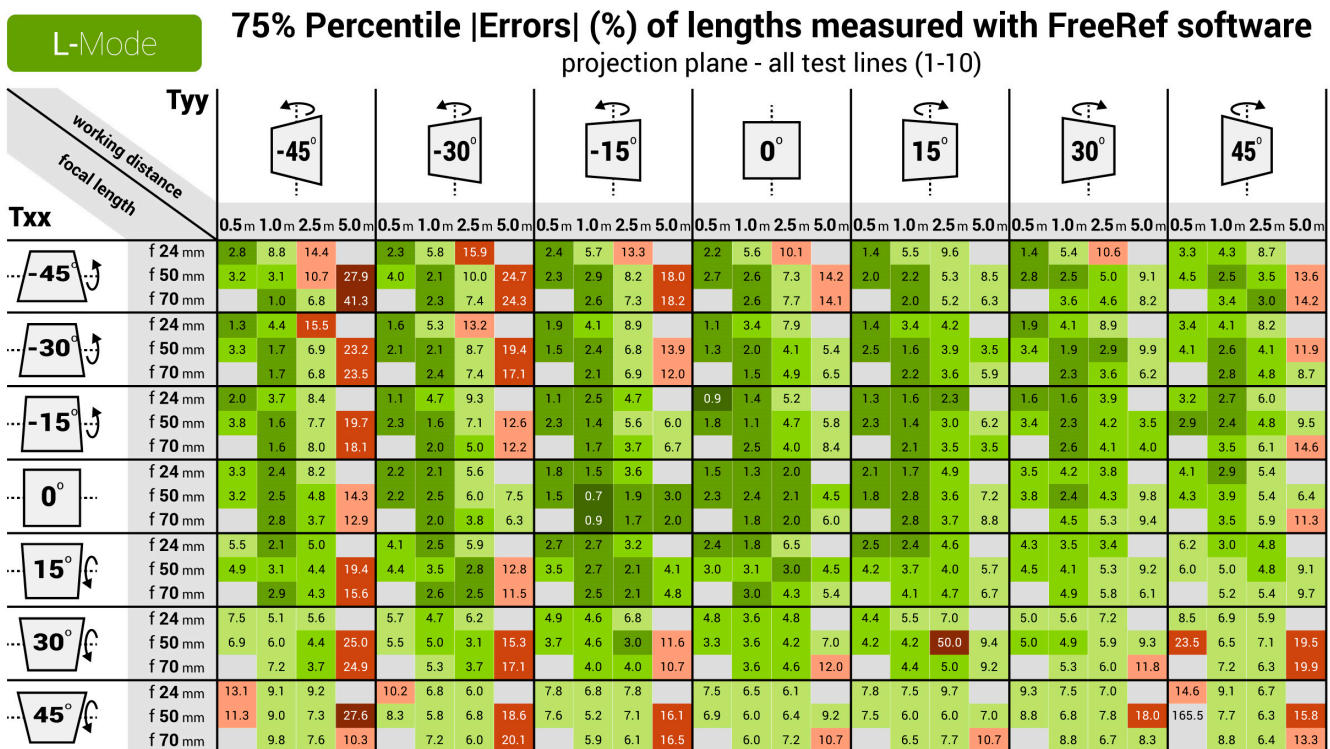 L-Mode
75% Percentile |Errors| (%) of lengths measured with FreeRef software
projection plane - all test lines (1-10)
Tyy
working distance
focal length
Txx
-45° -30° -15° 0° 15° 30° 45°
0.5 m 1.0 m 2.5 m 5.0 m 0.5 m 1.0 m 2.5 m 5.0 m 0.5 m 1.0 m 2.5 m 5.0 m 0.5 m 1.0 m 2.5 m 5.0 m 0.5 m 1.0 m 2.5 m 5.0 m 0.5 m 1.0 m 2.5 m 5.0 m 0.5 m 1.0 m 2.5 m 5.0 m
-45°
f 24 mm 2.8 8.8 14.4 2.3 5.8 15.9 2.4 5.7 13.3 2.2 5.6 10.1 1.4 5.5 9.6 1.4 5.4 10.6 3.3 4.3 8.7
f 50 mm 3.2 3.1 10.7 27.9 4.0 2.1 10.0 24.7 2.3 2.9 8.2 18.0 2.7 2.6 7.3 14.2 2.0 2.2 5.3 8.5 2.8 2.5 5.0 9.1 4.5 2.5 3.5 13.6
f 70 mm 1.0 6.8 41.3 2.3 7.4 24.3 2.6 7.3 18.2 2.6 7.7 14.1 2.0 5.2 6.3 3.6 4.6 8.2 3.4 3.0 14.2
-30°
f 24 mm 1.3 4.4 15.5 1.6 5.3 13.2 1.9 4.1 8.9 1.1 3.4 7.9 1.4 3.4 4.2 1.9 4.1 8.9 3.4 4.1 8.2
f 50 mm 3.3 1.7 6.9 23.2 2.1 2.1 8.7 19.4 1.5 2.4 6.8 13.9 1.3 2.0 4.1 5.4 2.5 1.6 3.9 3.5 3.4 1.9 2.9 9.9 4.1 2.6 4.1 11.9
f 70 mm 1.7 6.8 23.5 2.4 7.4 17.1 2.1 6.9 12.0 1.5 4.9 6.5 2.2 3.6 5.9 2.3 3.6 6.2 2.8 4.8 8.7
-15°
f 24 mm 2.0 3.7 8.4 1.1 4.7 9.3 1.1 2.5 4.7 0.9 1.4 5.2 1.3 1.6 2.3 1.6 1.6 3.9 3.2 2.7 6.0
f 50 mm 3.8 1.6 7.7 19.7 2.3 1.6 7.1 12.6 2.3 1.4 5.6 6.0 1.8 1.1 4.7 5.8 2.3 1.4 3.0 6.2 3.4 2.3 4.2 3.5 2.9 2.4 4.8 9.5
f 70 mm 1.6 8.0 18.1 2.0 5.0 12.2 1.7 3.7 6.7 2.5 4.0 8.4 2.1 3.5 3.5 2.6 4.1 4.0 3.5 6.1 14.6
0°
f 24 mm 3.3 2.4 8.2 2.2 2.1 5.6 1.8 1.5 3.6 1.5 1.3 2.0 2.1 1.7 4.9 3.5 4.2 3.8 4.1 2.9 5.4
f 50 mm 3.2 2.5 4.8 14.3 2.2 2.5 6.0 7.5 1.5 0.7 1.9 3.0 2.3 2.4 2.1 4.5 1.8 2.8 3.6 7.2 3.8 2.4 4.3 9.8 4.3 3.9 5.4 6.4
f 70 mm 2.8 3.7 12.9 2.0 3.8 6.3 0.9 1.7 2.0 1.8 2.0 6.0 2.8 3.7 8.8 4.5 5.3 9.4 3.5 5.9 11.3
15°
f 24 mm 5.5 2.1 5.0 4.1 2.5 5.9 2.7 2.7 3.2 2.4 1.8 6.5 2.5 2.4 4.6 4.3 3.5 3.4 6.2 3.0 4.8
f 50 mm 4.9 3.1 4.4 19.4 4.4 3.5 2.8 12.8 3.5 2.7 2.1 4.1 3.0 3.1 3.0 4.5 4.2 3.7 4.0 5.7 4.5 4.1 5.3 9.2 6.0 5.0 4.8 9.1
f 70 mm 2.9 4.3 15.6 2.6 2.5 11.5 2.5 2.1 4.8 3.0 4.3 5.4 4.1 4.7 6.7 4.9 5.8 6.1 5.2 5.4 9.7
30°
f 24 mm 7.5 5.1 5.6 5.7 4.7 6.2 4.9 4.6 6.8 4.8 3.6 4.8 4.4 5.5 7.0 5.0 5.6 7.2 8.5 6.9 5.9
f 50 mm 6.9 6.0 4.4 25.0 5.5 5.0 3.1 15.3 3.7 4.6 3.0 11.6 3.3 3.6 4.2 7.0 4.2 4.2 50.0 9.4 5.0 4.9 5.9 9.3 23.5 6.5 7.1 19.5
f 70 mm 7.2 3.7 24.9 5.3 3.7 17.1 4.0 4.0 10.7 3.6 4.6 12.0 4.4 5.0 9.2 5.3 6.0 11.8 7.2 6.3 19.9
45°
f 24 mm 13.1 9.1 9.2 10.2 6.8 6.0 7.8 6.8 7.8 7.5 6.5 6.1 7.8 7.5 9.7 9.3 7.5 7.0 14.6 9.1 6.7
f 50 mm 11.3 9.0 7.3 27.6 8.3 5.8 6.8 18.6 7.6 5.2 7.1 16.1 6.9 6.0 6.4 9.2 7.5 6.0 6.0 7.0 8.8 6.8 7.8 18.0 165.5 7.7 6.3 15.8
f 70 mm 9.8 7.6 10.3 7.2 6.0 20.1 5.9 6.1 16.5 6.0 7.2 10.7 6.5 7.7 10.7 8.8 6.7 8.3 8.8 6.4 13.3